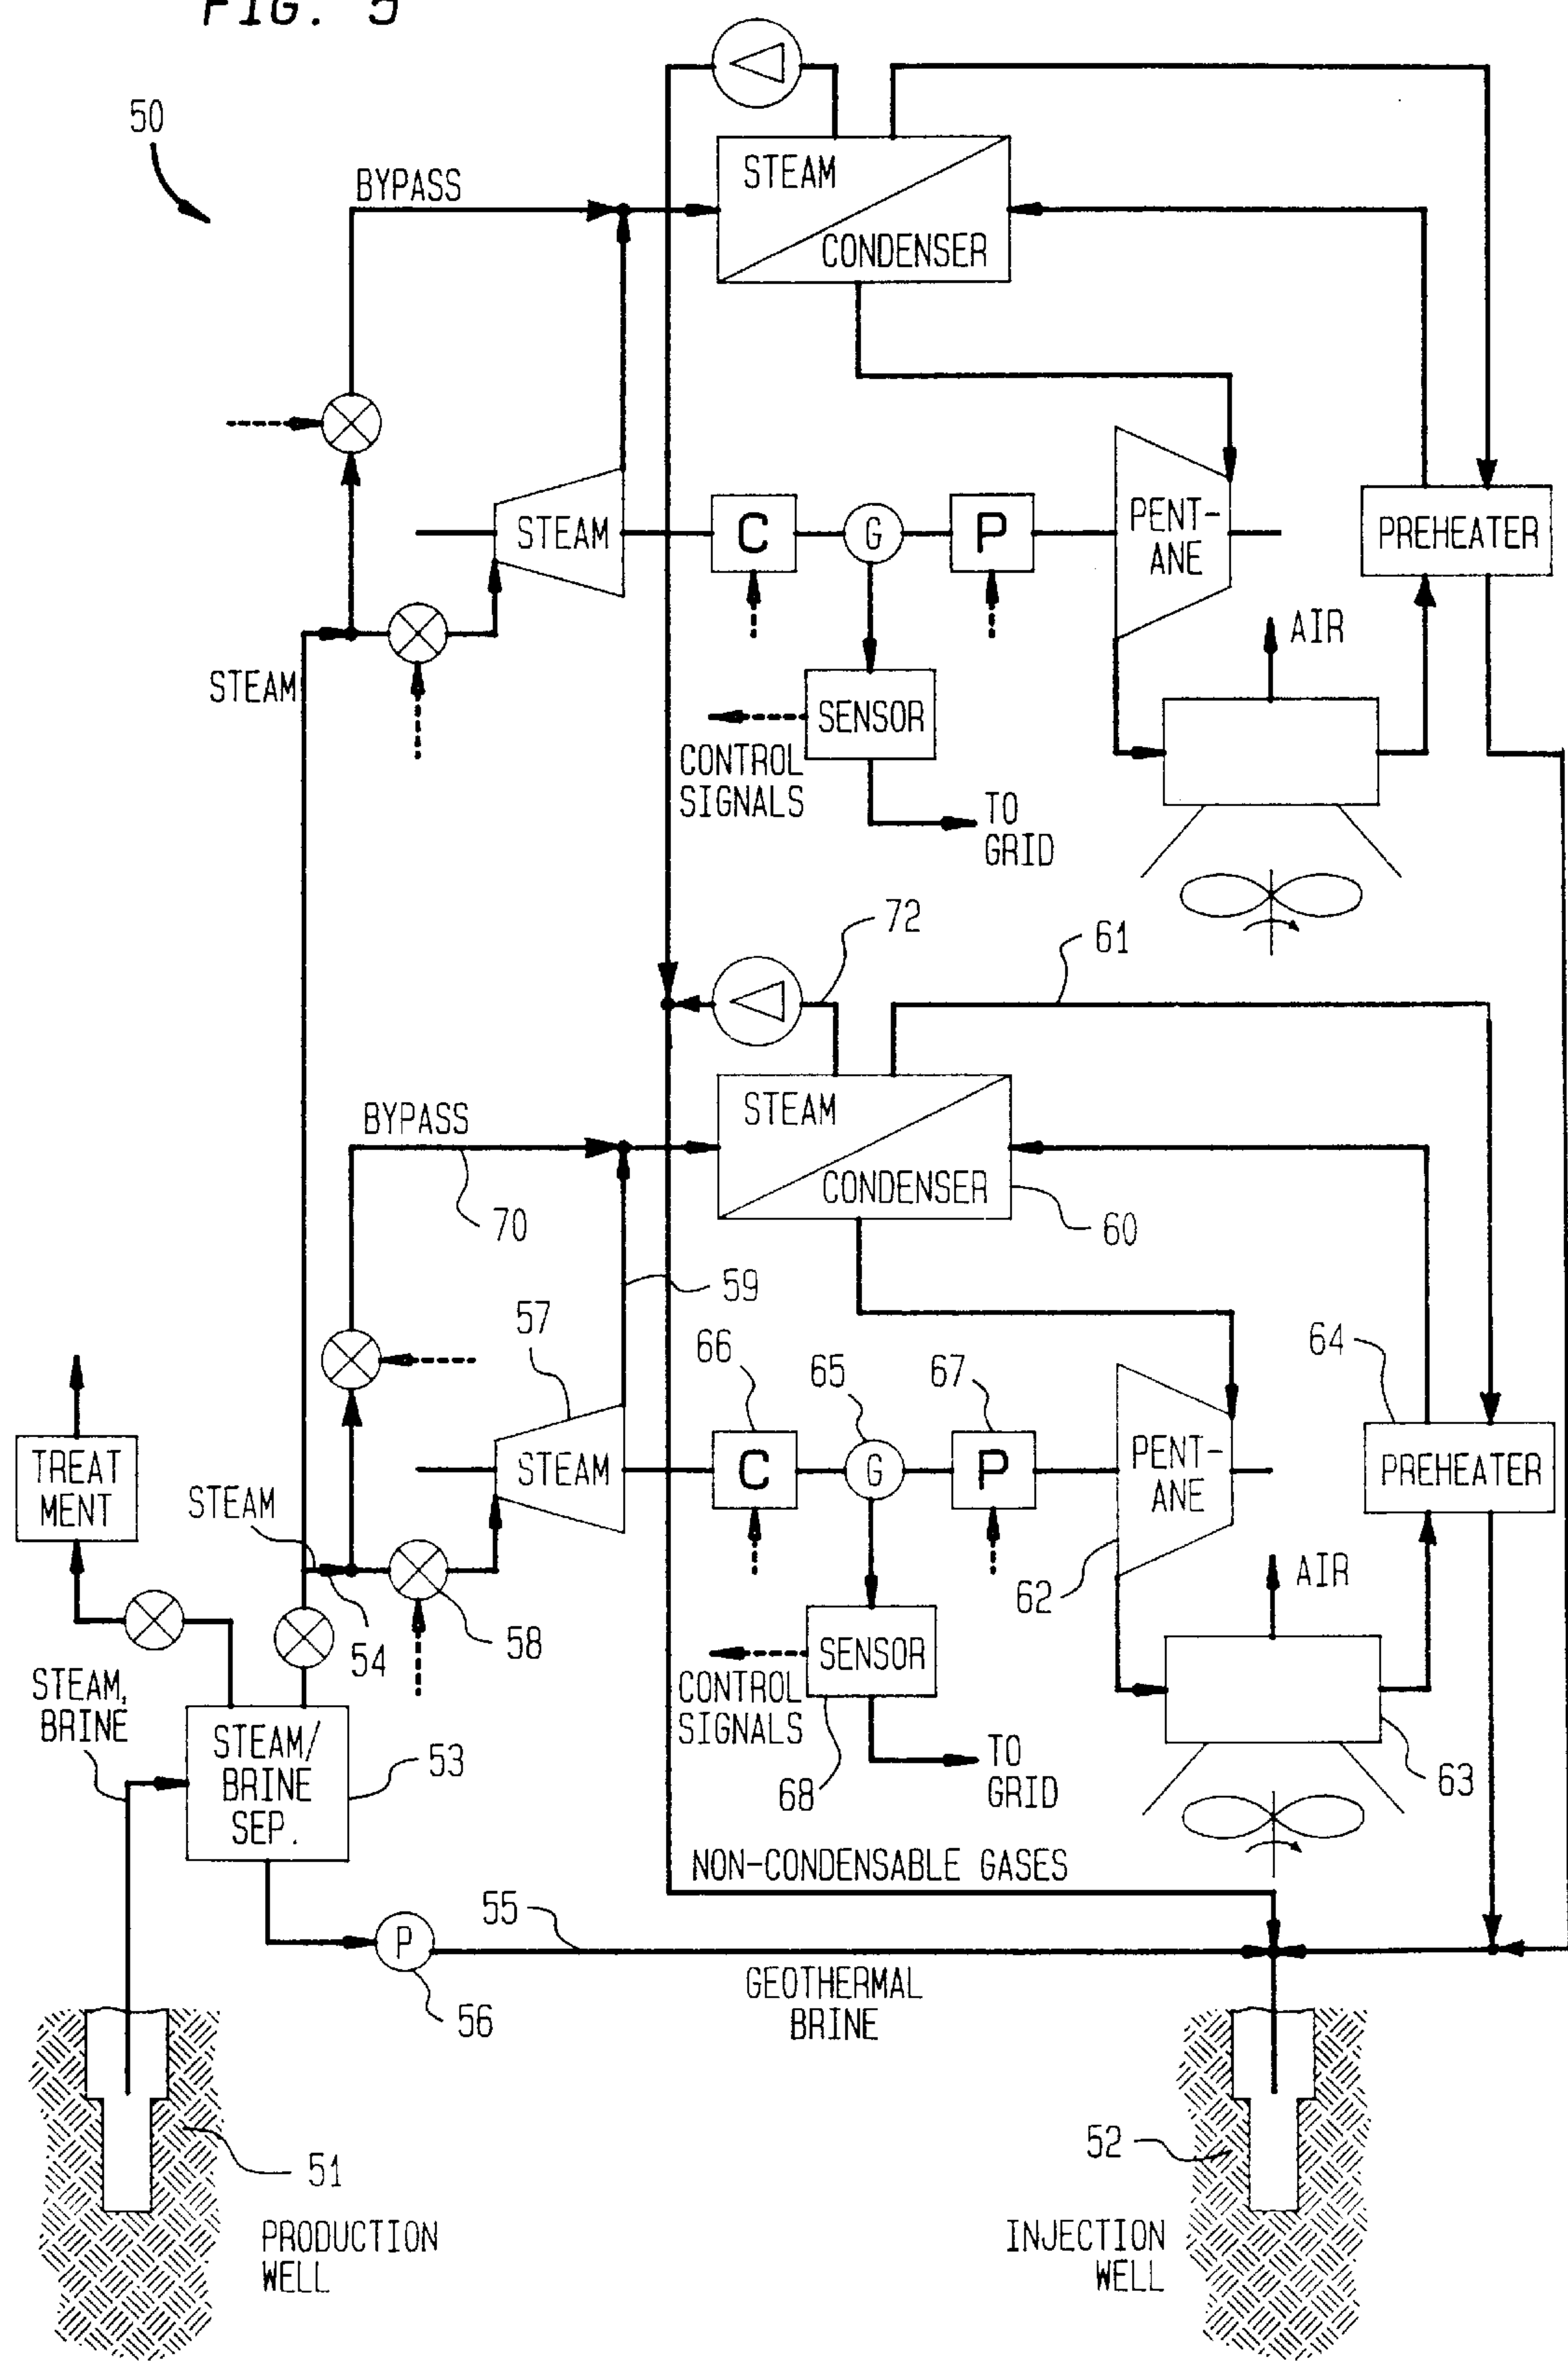 FIG. 5
50
BYPASS
STEAM
CONDENSER
STEAM
C
G
P
PENT-
ANE
PREHEATER
STEAM
AIR
SENSOR
CONTROL
SIGNALS
TO
GRID
72
61
BYPASS
STEAM
CONDENSER
70
60
59
57
66
65
67
64
TREAT
MENT
STEAM
STEAM
C
G
P
PENT-
ANE
PREHEATER
62
AIR
58
54
SENSOR
STEAM,
BRINE
CONTROL
SIGNALS
STEAM/
BRINE
SEP.
53
68
TO
GRID
63
NON-CONDENSABLE GASES
55
P
56
GEOTHERMAL
BRINE
51
52
PRODUCTION
WELL
INJECTION
WELL